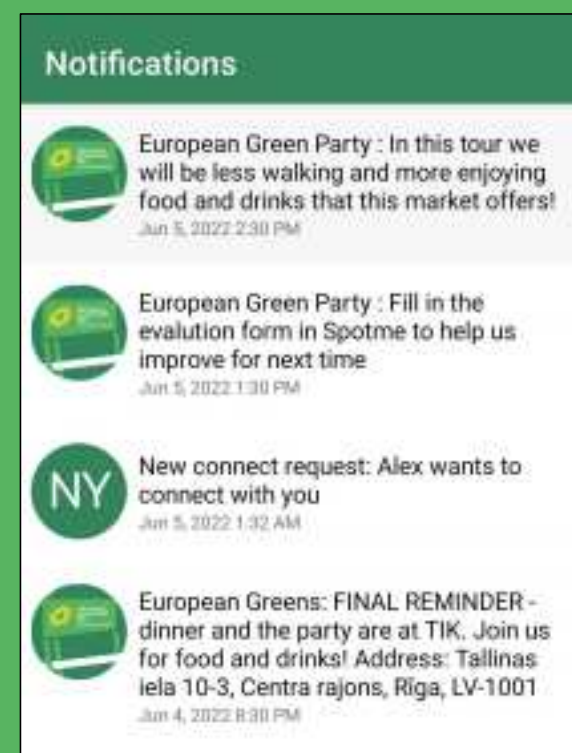 Notifications
European Green Party : In this tour we
will be less walking and more enjoying
food and drinks that this market offers!
Jun 5, 2022 2:30 PM
European Green Party : Fill in the
evalution form in Spotme to help us
improve for next time
Jun 5, 2022 1:30 PM
NY
New connect request: Alex wants to
connect with you
Jun 5, 2022 1:32 AM
European Greens: FINAL REMINDER -
dinner and the party are at TIK. Join us
for food and drinks! Address: Tallinas
iela 10-3, Centra rajons, Rīga, LV-1001
Jun 4, 2022 8:30 PM